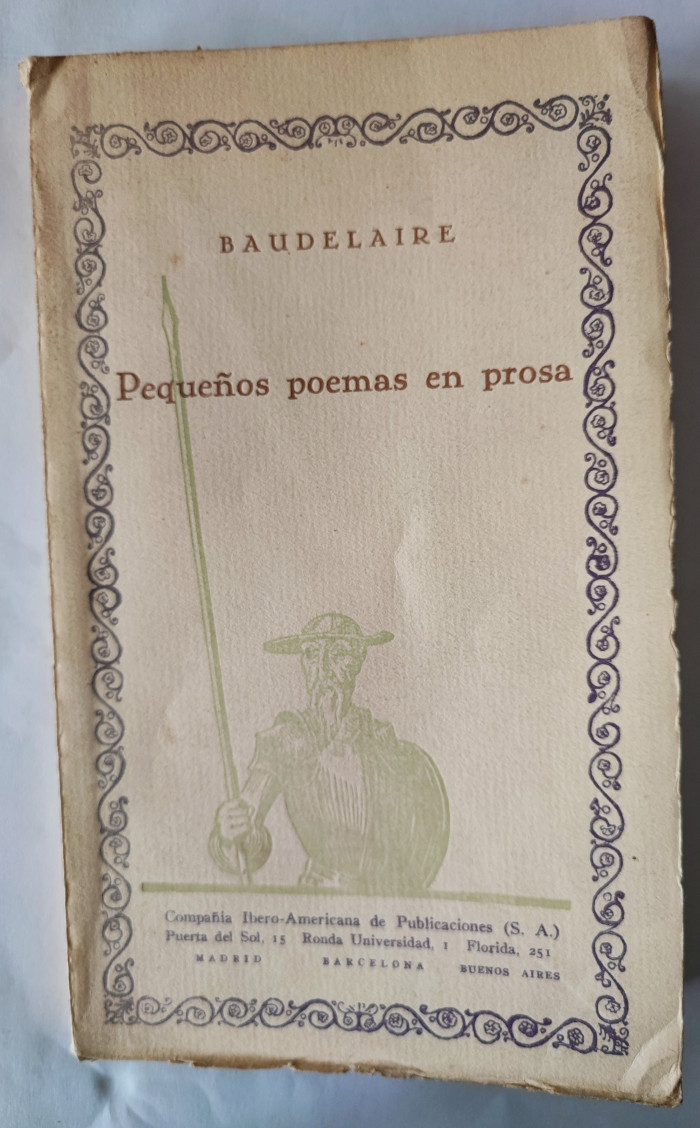 BAUDELAIRE
Pequeños poemas en prosa
Compañía Ibero-Americana de Publicaciones (S. A.)
Puerta del Sol, 15 Ronda Universidad, 1 Florida, 251
MADRID BARCELONA BUENOS AIRES